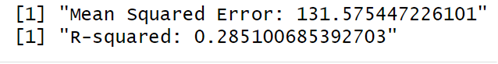 [1] "Mean Squared Error: 131.575447226101"
[1] "R-squared: 0.285100685392703"